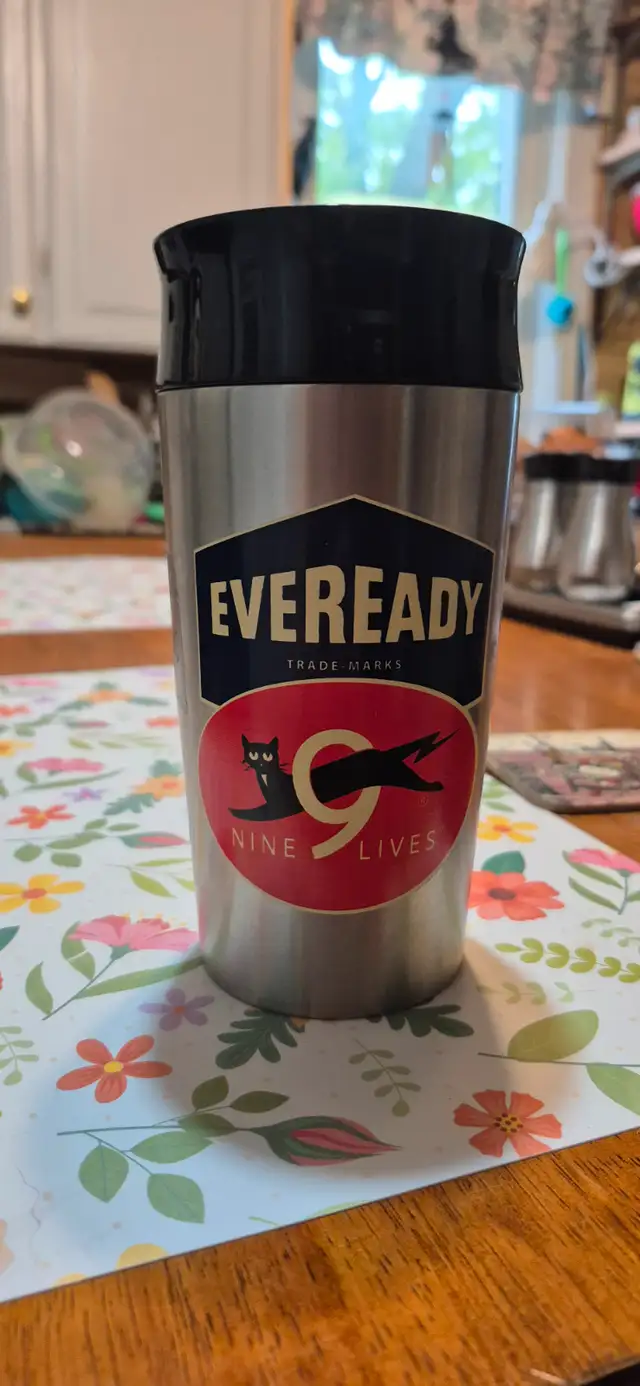 EVEREADY
TRADE-MARKS
9
NINE LIVES